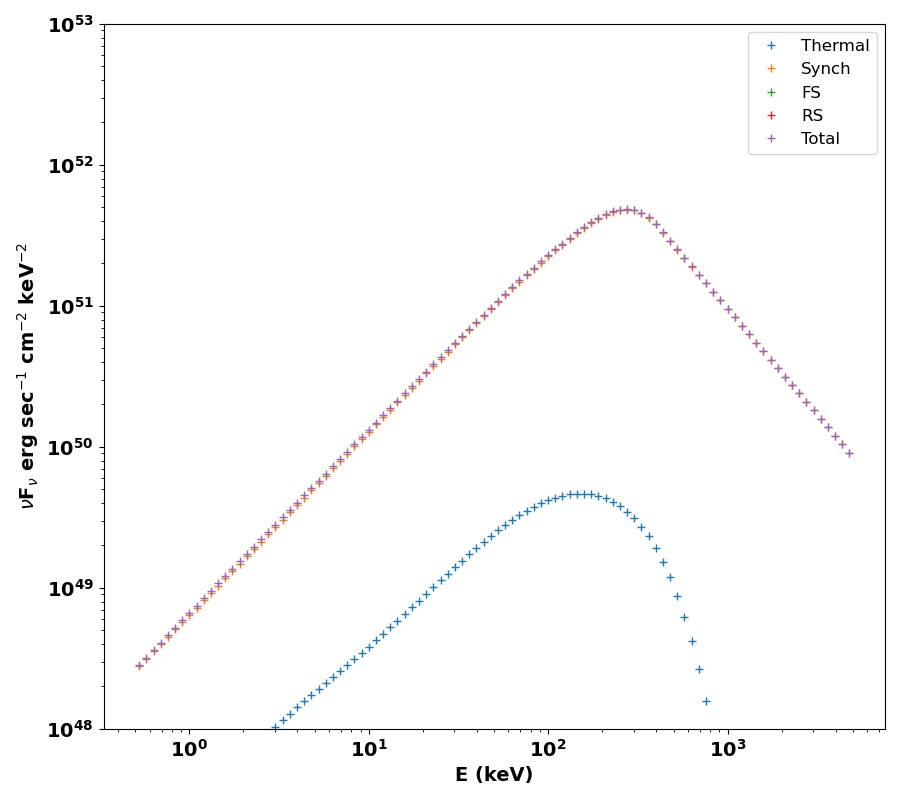 10^53
10^52
10^51
10^50
10^49
10^48
νF_ν erg sec^−1 cm^−2 keV^−2
Thermal
Synch
FS
RS
Total
10^0 10^1 10^2 10^3
E (keV)